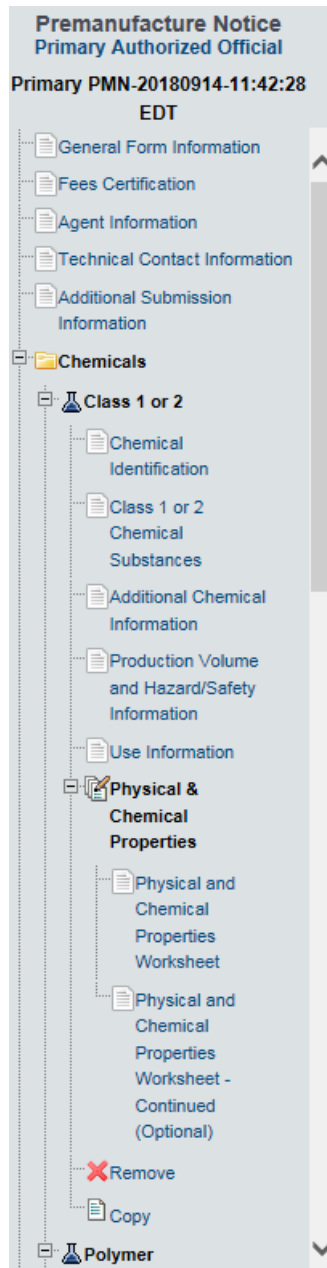 Premanufacture Notice
Primary Authorized Official
Primary PMN-20180914-11:42:28
EDT
General Form Information
Fees Certification
Agent Information
Technical Contact Information
Additional Submission
Information
Chemicals
Class 1 or 2
Chemical
Identification
Class 1 or 2
Chemical
Substances
Additional Chemical
Information
Production Volume
and Hazard/Safety
Information
Use Information
Physical &
Chemical
Properties
Physical and
Chemical
Properties
Worksheet
Physical and
Chemical
Properties
Worksheet -
Continued
(Optional)
Remove
Copy
Polymer